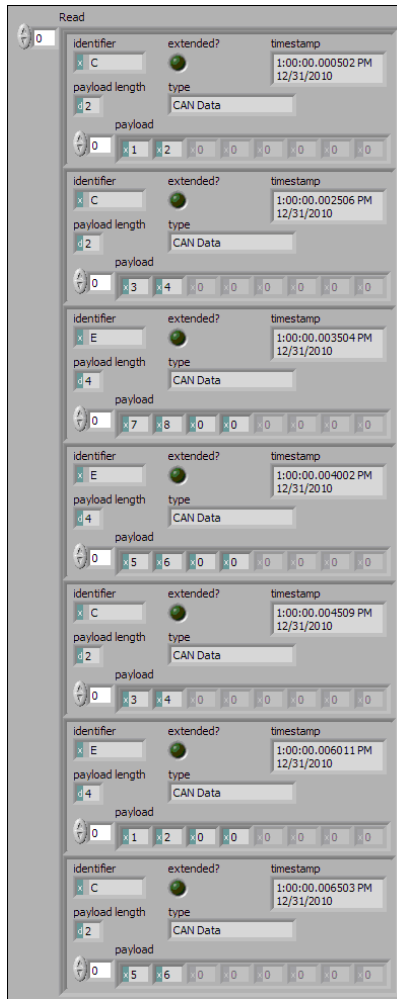 Read
0
identifier extended? timestamp
x C 1:00:00.000502 PM
12/31/2010
payload length type
d 2 CAN Data
payload
0 x 1 x 2 x 0 x 0 x 0 x 0 x 0 x 0
identifier extended? timestamp
x C 1:00:00.002506 PM
12/31/2010
payload length type
d 2 CAN Data
payload
0 x 3 x 4 x 0 x 0 x 0 x 0 x 0 x 0
identifier extended? timestamp
x E 1:00:00.003504 PM
12/31/2010
payload length type
d 4 CAN Data
payload
0 x 7 x 8 x 0 x 0 x 0 x 0 x 0 x 0
identifier extended? timestamp
x E 1:00:00.004002 PM
12/31/2010
payload length type
d 4 CAN Data
payload
0 x 5 x 6 x 0 x 0 x 0 x 0 x 0 x 0
identifier extended? timestamp
x C 1:00:00.004509 PM
12/31/2010
payload length type
d 2 CAN Data
payload
0 x 3 x 4 x 0 x 0 x 0 x 0 x 0 x 0
identifier extended? timestamp
x E 1:00:00.006011 PM
12/31/2010
payload length type
d 4 CAN Data
payload
0 x 1 x 2 x 0 x 0 x 0 x 0 x 0 x 0
identifier extended? timestamp
x C 1:00:00.006503 PM
12/31/2010
payload length type
d 2 CAN Data
payload
0 x 5 x 6 x 0 x 0 x 0 x 0 x 0 x 0